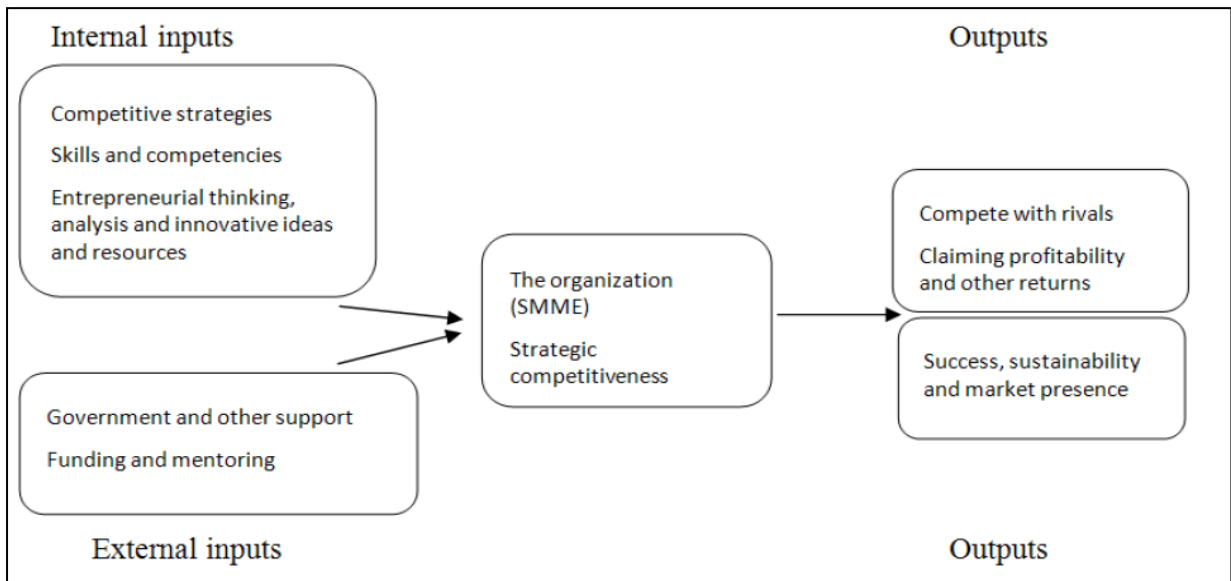 Internal inputs
Competitive strategies
Skills and competencies
Entrepreneurial thinking,
analysis and innovative ideas
and resources
Government and other support
Funding and mentoring
External inputs
The organization
(SMME)
Strategic
competitiveness
Outputs
Compete with rivals
Claiming profitability
and other returns
Success, sustainability
and market presence
Outputs